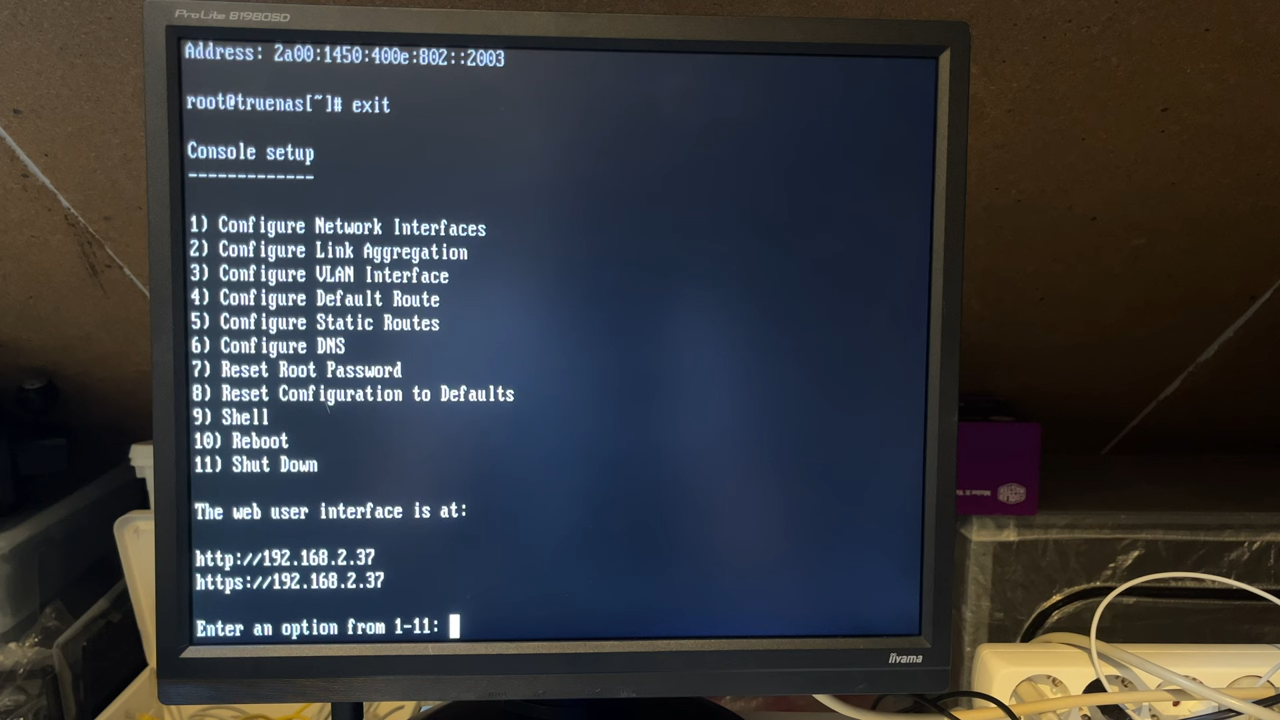 ProLite B1980SD
Address: 2a00:1450:400e:802::2003
root@truenas[~]# exit
Console setup
-------------
1) Configure Network Interfaces
2) Configure Link Aggregation
3) Configure VLAN Interface
4) Configure Default Route
5) Configure Static Routes
6) Configure DNS
7) Reset Root Password
8) Reset Configuration to Defaults
9) Shell
10) Reboot
11) Shut Down
The web user interface is at:
http://192.168.2.37
https://192.168.2.37
Enter an option from 1-11:
iiyama